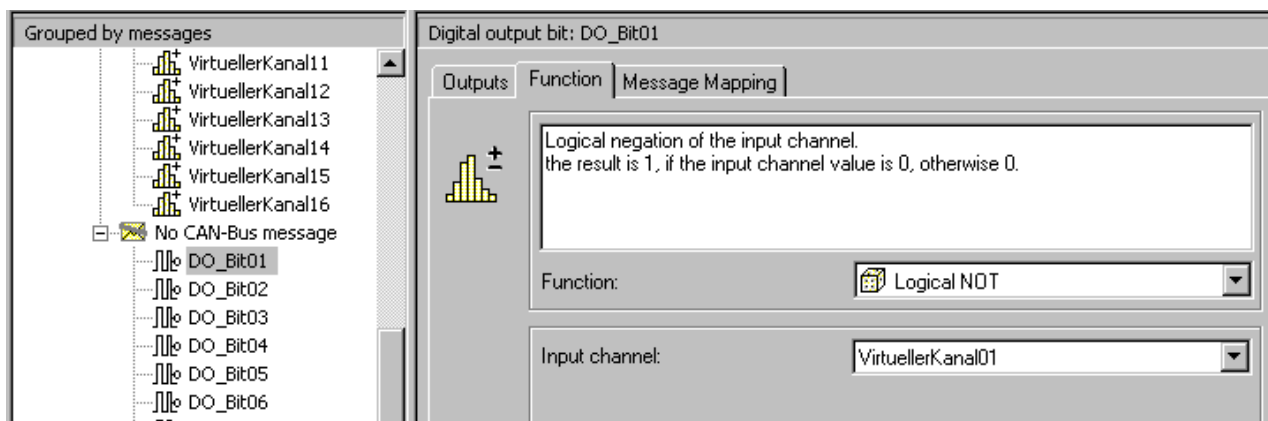 Grouped by messages
VirtuellerKanal11
VirtuellerKanal12
VirtuellerKanal13
VirtuellerKanal14
VirtuellerKanal15
VirtuellerKanal16
No CAN-Bus message
DO_Bit01
DO_Bit02
DO_Bit03
DO_Bit04
DO_Bit05
DO_Bit06
Digital output bit: DO_Bit01
Outputs Function Message Mapping
Logical negation of the input channel.
the result is 1, if the input channel value is 0, otherwise 0.
Function: Logical NOT
Input channel: VirtuellerKanal01